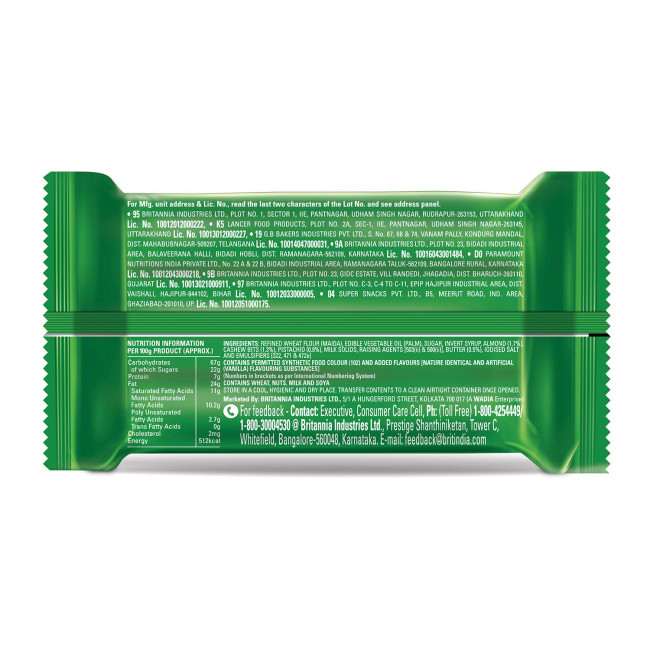 For Mfg. unit address & Lic. No., read the last two characters of the Lot No. and see address panel.
• 95 BRITANNIA INDUSTRIES LTD., PLOT NO. 1, SECTOR 1, IIE, PANTNAGAR, UDHAM SINGH NAGAR, RUDRAPUR-263153, UTTARAKHAND
Lic. No. 10012012000222, • K5 LANCER FOOD PRODUCTS, PLOT NO. 2A, SEC-1, IIE, PANTNAGAR, UDHAM SINGH NAGAR-263145,
UTTARAKHAND Lic. No. 10013012000227, • 19 G.B BAKERS INDUSTRIES PVT. LTD., S. No. 67, 68 & 74, VANAM PALLY, KONDURG MANDAL,
DIST. MAHABUBNAGAR-509207, TELANGANA Lic. No. 10014047000031, • 9A BRITANNIA INDUSTRIES LTD., PLOT NO. 23, BIDADI INDUSTRIAL
AREA, BALAVEERANA HALLI, BIDADI HOBLI, DIST. RAMANAGARA-562109, KARNATAKA Lic. No. 10016043001484, • D0 PARAMOUNT
NUTRITIONS INDIA PRIVATE LTD., No. 22 A & 22 B, BIDADI INDUSTRIAL AREA, RAMANAGARA TALUK-562109, BANGALORE RURAL, KARNATAKA
Lic. No. 10012043000218, • 9B BRITANNIA INDUSTRIES LTD., PLOT NO. 23, GIDC ESTATE, VILL RANDEDI, JHAGADIA, DIST. BHARUCH-393110,
GUJARAT Lic. No. 10013021000911, • 97 BRITANNIA INDUSTRIES LTD., PLOT NO. C-3, C-4 TO C-11, EPIP HAJIPUR INDUSTRIAL AREA, DIST.
VAISHALI, HAJIPUR-844102, BIHAR Lic. No. 10012033000005, • 04 SUPER SNACKS PVT. LTD., B5, MEERUT ROAD, IND. AREA,
GHAZIABAD-201010, UP. Lic. No. 10012051000175.
NUTRITION INFORMATION
PER 100g PRODUCT (APPROX.)
Carbohydrates 67g
of which Sugars 22g
Protein 7g
Fat 24g
Saturated Fatty Acids 11g
Mono Unsaturated
Fatty Acids 10.2g
Poly Unsaturated
Fatty Acids 2.7g
Trans Fatty Acids 0g
Cholesterol 2mg
Energy 512kcal
INGREDIENTS: REFINED WHEAT FLOUR (MAIDA), EDIBLE VEGETABLE OIL (PALM), SUGAR, INVERT SYRUP, ALMOND (1.7%),
CASHEW BITS (1.3%), PISTACHIO (0.8%), MILK SOLIDS, RAISING AGENTS [503(ii) & 500(ii)], BUTTER (0.5%), IODISED SALT
AND EMULSIFIERS (322, 471 & 472e)
CONTAINS PERMITTED SYNTHETIC FOOD COLOUR (102) AND ADDED FLAVOURS [NATURE IDENTICAL AND ARTIFICIAL
(VANILLA) FLAVOURING SUBSTANCES]
(Numbers in brackets as per International Numbering System)
CONTAINS WHEAT, NUTS, MILK AND SOYA
STORE IN A COOL, HYGIENIC AND DRY PLACE. TRANSFER CONTENTS TO A CLEAN AIRTIGHT CONTAINER, ONCE OPENED.
Marketed By: BRITANNIA INDUSTRIES LTD., 5/1 A HUNGERFORD STREET, KOLKATA 700 017 (A WADIA Enterprise)
For feedback - Contact: Executive, Consumer Care Cell, Ph: (Toll Free) 1-800-4254449/
1-800-30004530 @ Britannia Industries Ltd., Prestige Shanthiniketan, Tower C,
Whitefield, Bangalore-560048, Karnataka. E-mail: feedback@britindia.com